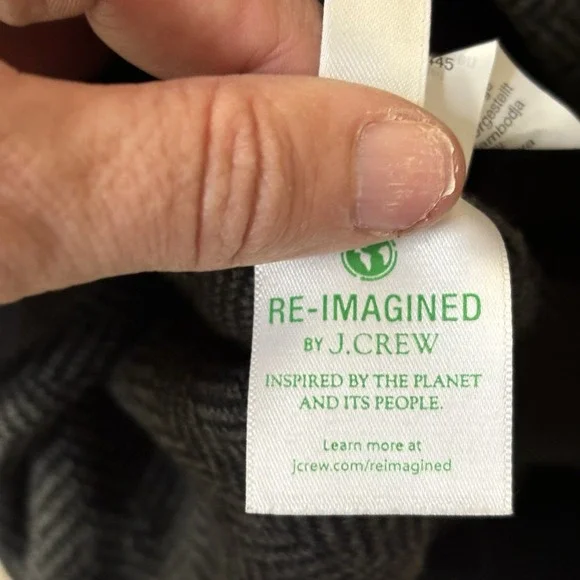 RE-IMAGINED
BY J.CREW
INSPIRED BY THE PLANET
AND ITS PEOPLE.
Learn more at
jcrew.com/reimagined